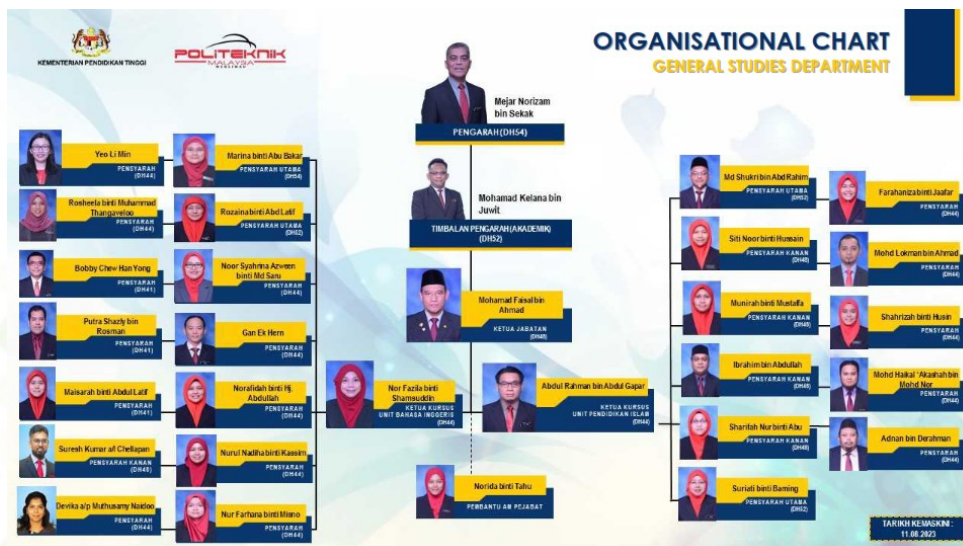 KEMENTERIAN PENDIDIKAN TINGGI
POLITEKNIK
MALAYSIA
ORGANISATIONAL CHART
GENERAL STUDIES DEPARTMENT
Mejar Norizam
bin Sekak
PENGARAH (DH54)
Mohamad Kelana bin
Juwit
TIMBALAN PENGARAH (AKADEMIK)
(DH52)
Mohamad Faisal bin
Ahmad
KETUA JABATAN
(DH48)
Yeo Li Min
PENSYARAH
(DH44)
Marina binti Abu Bakar
PENSYARAH UTAMA
(DH54)
Rosheela binti Muhammad
Thangaveloo
PENSYARAH
(DH44)
Rozaina binti Abd Latif
PENSYARAH UTAMA
(DH52)
Bobby Chew Han Yong
PENSYARAH
(DH41)
Noor Syahrina Azween
binti Md Saru
PENSYARAH
(DH44)
Putra Shazly bin
Rosman
PENSYARAH
(DH41)
Gan Ek Hern
PENSYARAH
(DH44)
Maisarah binti Abdul Latif
PENSYARAH
(DH41)
Norafidah binti Hj.
Abdullah
PENSYARAH
(DH44)
Suresh Kumar a/l Chellapan
PENSYARAH KANAN
(DH48)
Nurul Nadiha binti Kassim
PENSYARAH
(DH44)
Devika a/p Muthusamy Naidoo
PENSYARAH
(DH44)
Nur Farhana binti Misno
PENSYARAH
(DH44)
Nor Fazila binti
Shamsuddin
KETUA KURSUS
UNIT BAHASA INGGERIS
(DH44)
Abdul Rahman bin Abdul Gapar
KETUA KURSUS
UNIT PENDIDIKAN ISLAM
(DH44)
Norida binti Tahu
PEMBANTU AM PEJABAT
Md Shukri bin Abd Rahim
PENSYARAH UTAMA
(DH52)
Farahaniza binti Jaafar
PENSYARAH
(DH44)
Siti Noor binti Hussain
PENSYARAH KANAN
(DH48)
Mohd Lokman bin Ahmad
PENSYARAH
(DH44)
Munirah binti Mustaffa
PENSYARAH KANAN
(DH48)
Shahrizah binti Husin
PENSYARAH
(DH44)
Ibrahim bin Abdullah
PENSYARAH KANAN
(DH48)
Mohd Haikal 'Akashah bin
Mohd Nor
PENSYARAH
(DH44)
Sharifah Nur binti Abu
PENSYARAH KANAN
(DH48)
Adnan bin Derahman
PENSYARAH
(DH44)
Suriati binti Baming
PENSYARAH UTAMA
(DH52)
TARIKH KEMASKINI :
11.08.2023